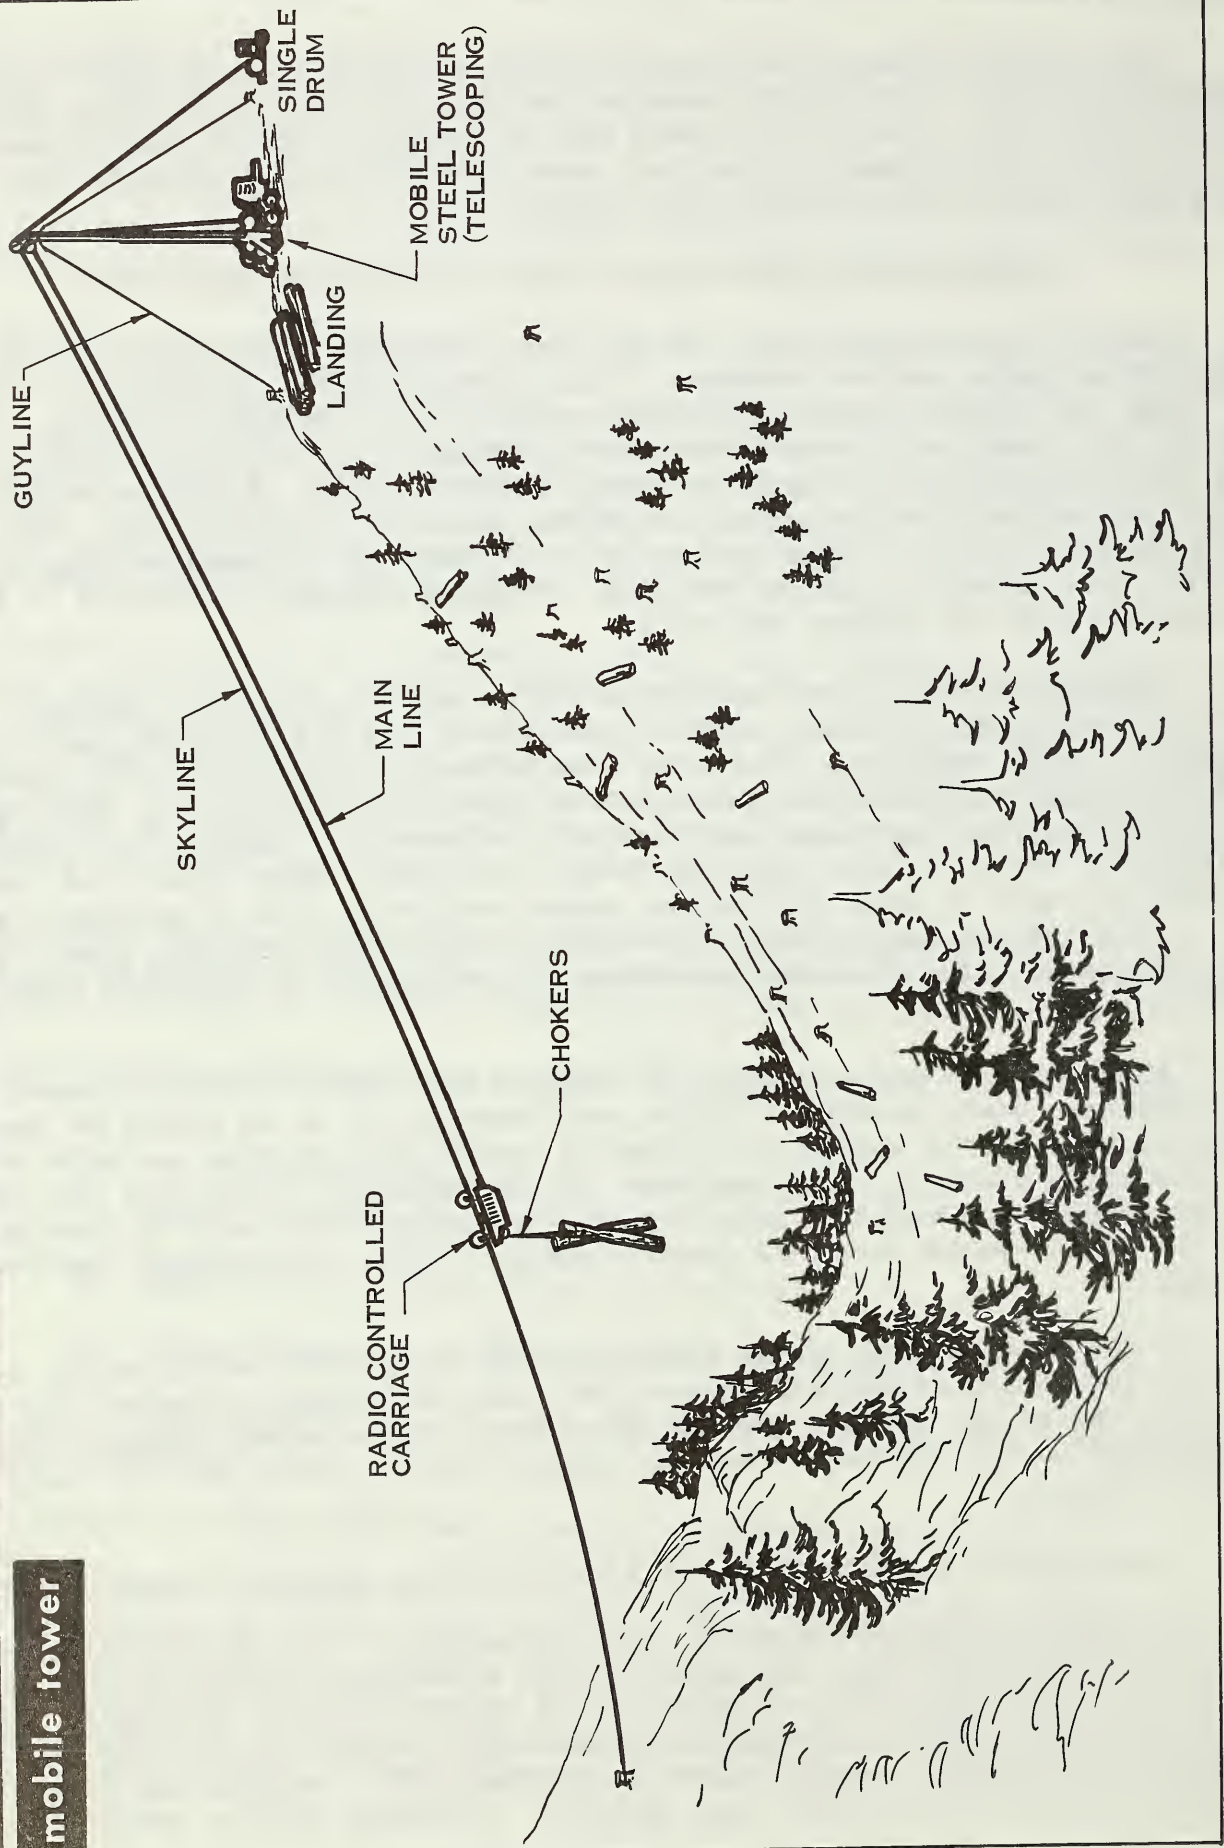 mobile tower
GUYLINE
SKYLINE
MAIN
LINE
RADIO CONTROLLED
CARRIAGE
CHOKERS
LANDING
MOBILE
STEEL TOWER
(TELESCOPING)
SINGLE
DRUM